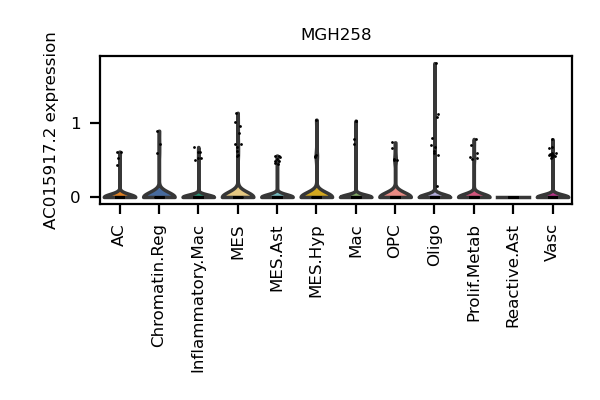 MGH258
AC015917.2 expression
1
0
AC
Chromatin.Reg
Inflammatory.Mac
MES
MES.Ast
MES.Hyp
Mac
OPC
Oligo
Prolif.Metab
Reactive.Ast
Vasc